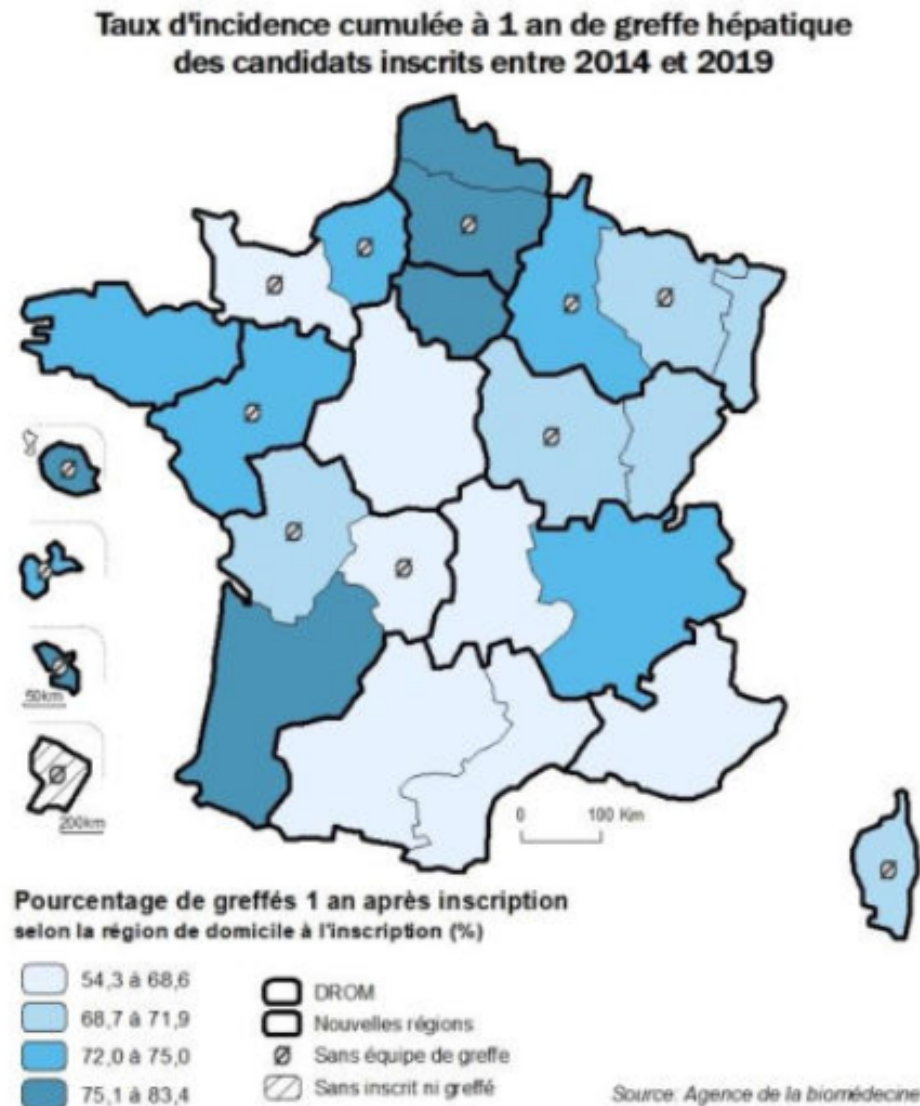 Taux d'incidence cumulée à 1 an de greffe hépatique
des candidats inscrits entre 2014 et 2019
50km
200km
0 100 Km
Pourcentage de greffés 1 an après inscription
selon la région de domicile à l'inscription (%)
54,3 à 68,6
68,7 à 71,9
72,0 à 75,0
75,1 à 83,4
DROM
Nouvelles régions
Sans équipe de greffe
Sans inscrit ni greffé
Source: Agence de la biomédecine